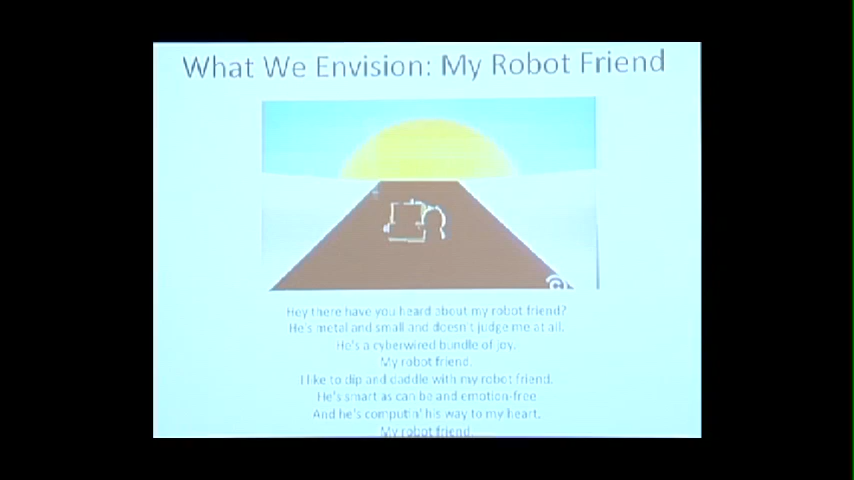 What We Envision: My Robot Friend
Hey there have you heard about my robot friend?
He's metal and small and doesn't judge me at all.
He's a cyberwired bundle of joy.
My robot friend.
I like to dip and daddle with my robot friend.
He's smart as can be and emotion-free
And he's computin' his way to my heart.
My robot friend.